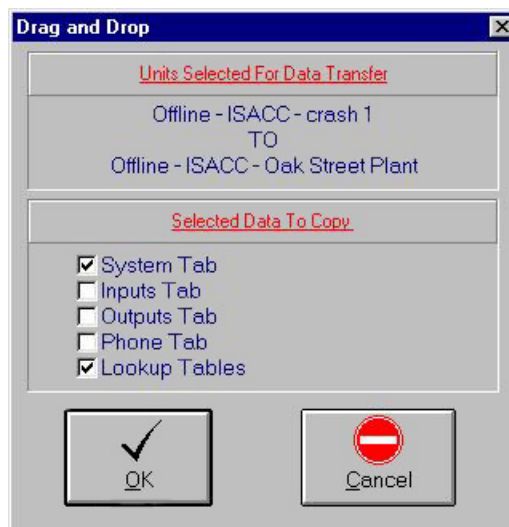 Drag and Drop
Units Selected For Data Transfer
Offline - ISACC - crash 1
TO
Offline - ISACC - Oak Street Plant
Selected Data To Copy
System Tab
Inputs Tab
Outputs Tab
Phone Tab
Lookup Tables
OK
Cancel